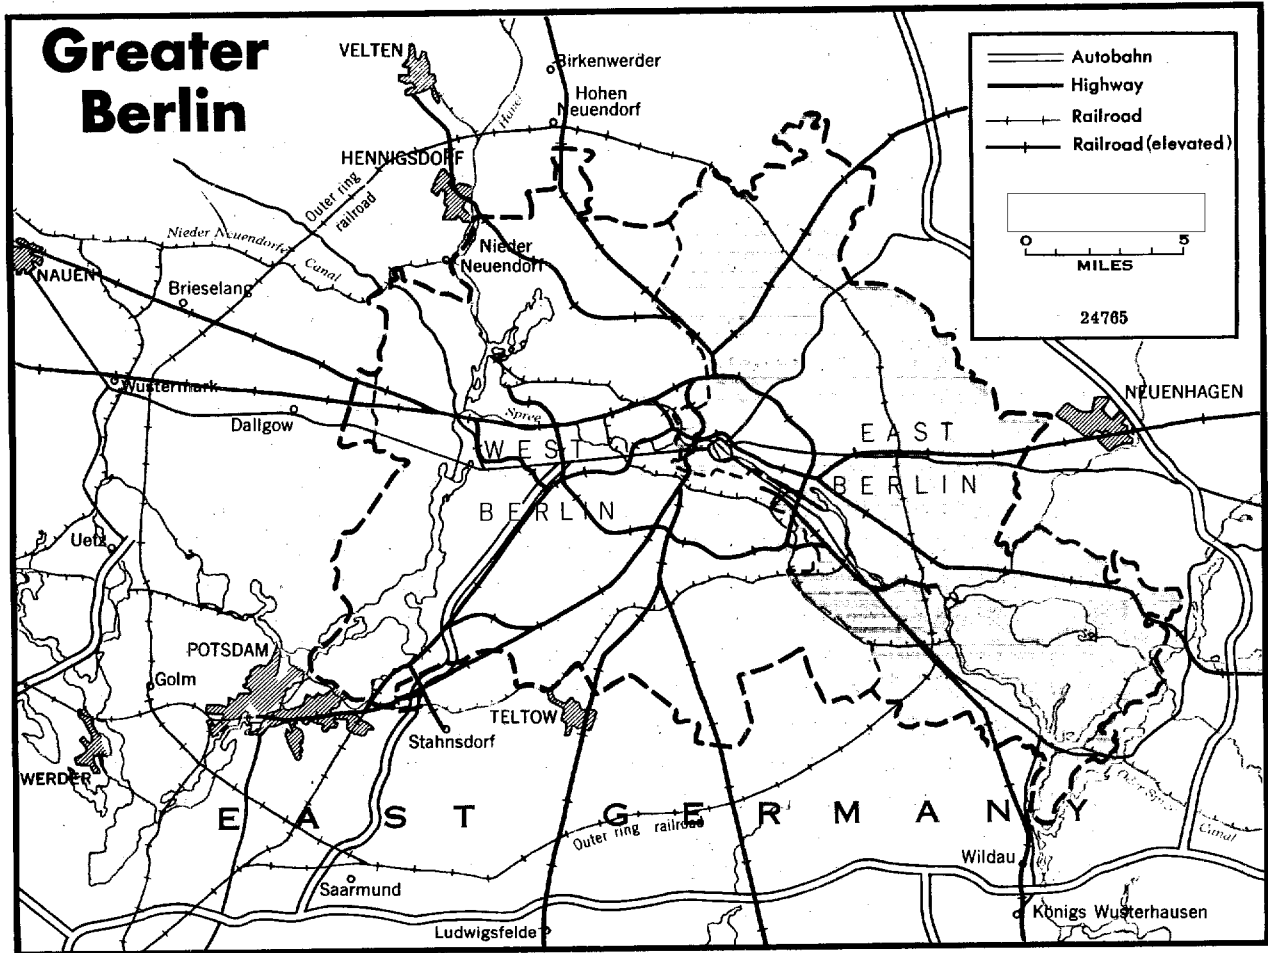 Greater
Berlin
VELTEN
Birkenwerder
Hohen
Neuendorf
Havel
HENNIGSDORF
Outer ring
railroad
Nieder Neuendorfer
Canal
Nieder
Neuendorf
NAUEN
Brieselang
Wustermark
Dallgow
Spree
WEST
BERLIN
EAST
BERLIN
NEUENHAGEN
Uetz
POTSDAM
Golm
TELTOW
Stahnsdorf
WERDER
EAST GERMANY
Outer ring railroad
Oder Spree
Canal
Wildau
Saarmund
Königs Wusterhausen
Ludwigsfelde
Autobahn
Highway
Railroad
Railroad (elevated)
0 5
MILES
24765